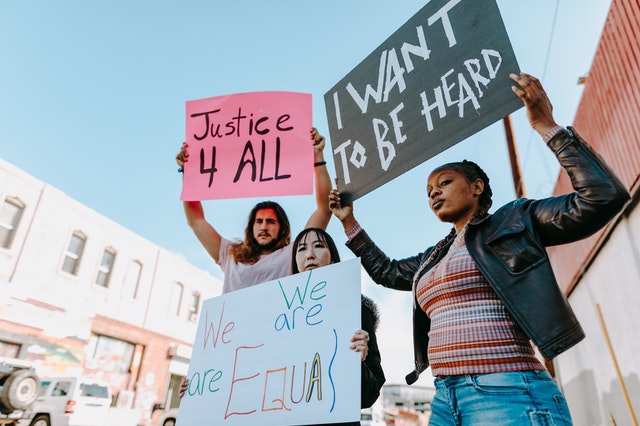 Justice
4 ALL
I WANT
TO BE HEARD
We We
are are
EQUAl